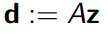 d := Az